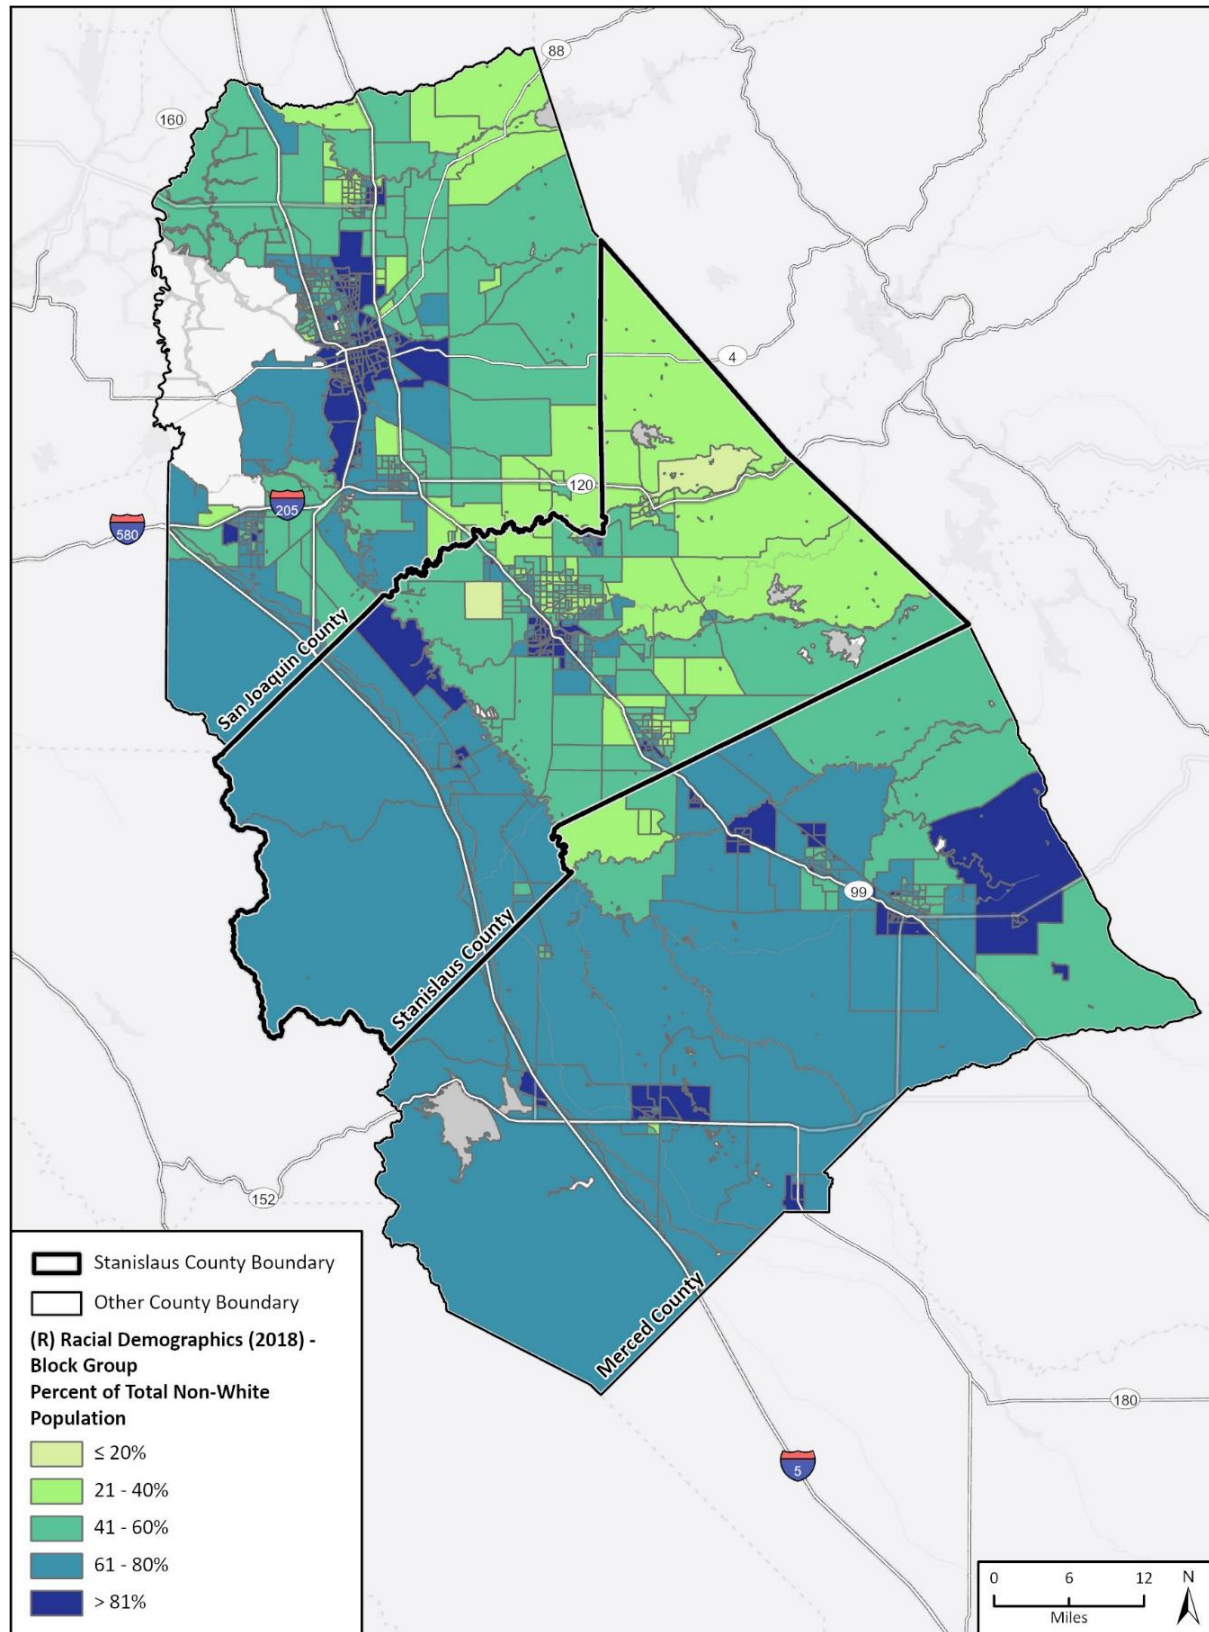 88
160
4
120
205
580
San Joaquin County
99
Stanislaus County
152
Merced County
180
5
Stanislaus County Boundary
Other County Boundary
(R) Racial Demographics (2018) -
Block Group
Percent of Total Non-White
Population
≤ 20%
21 - 40%
41 - 60%
61 - 80%
> 81%
0 6 12
Miles
N